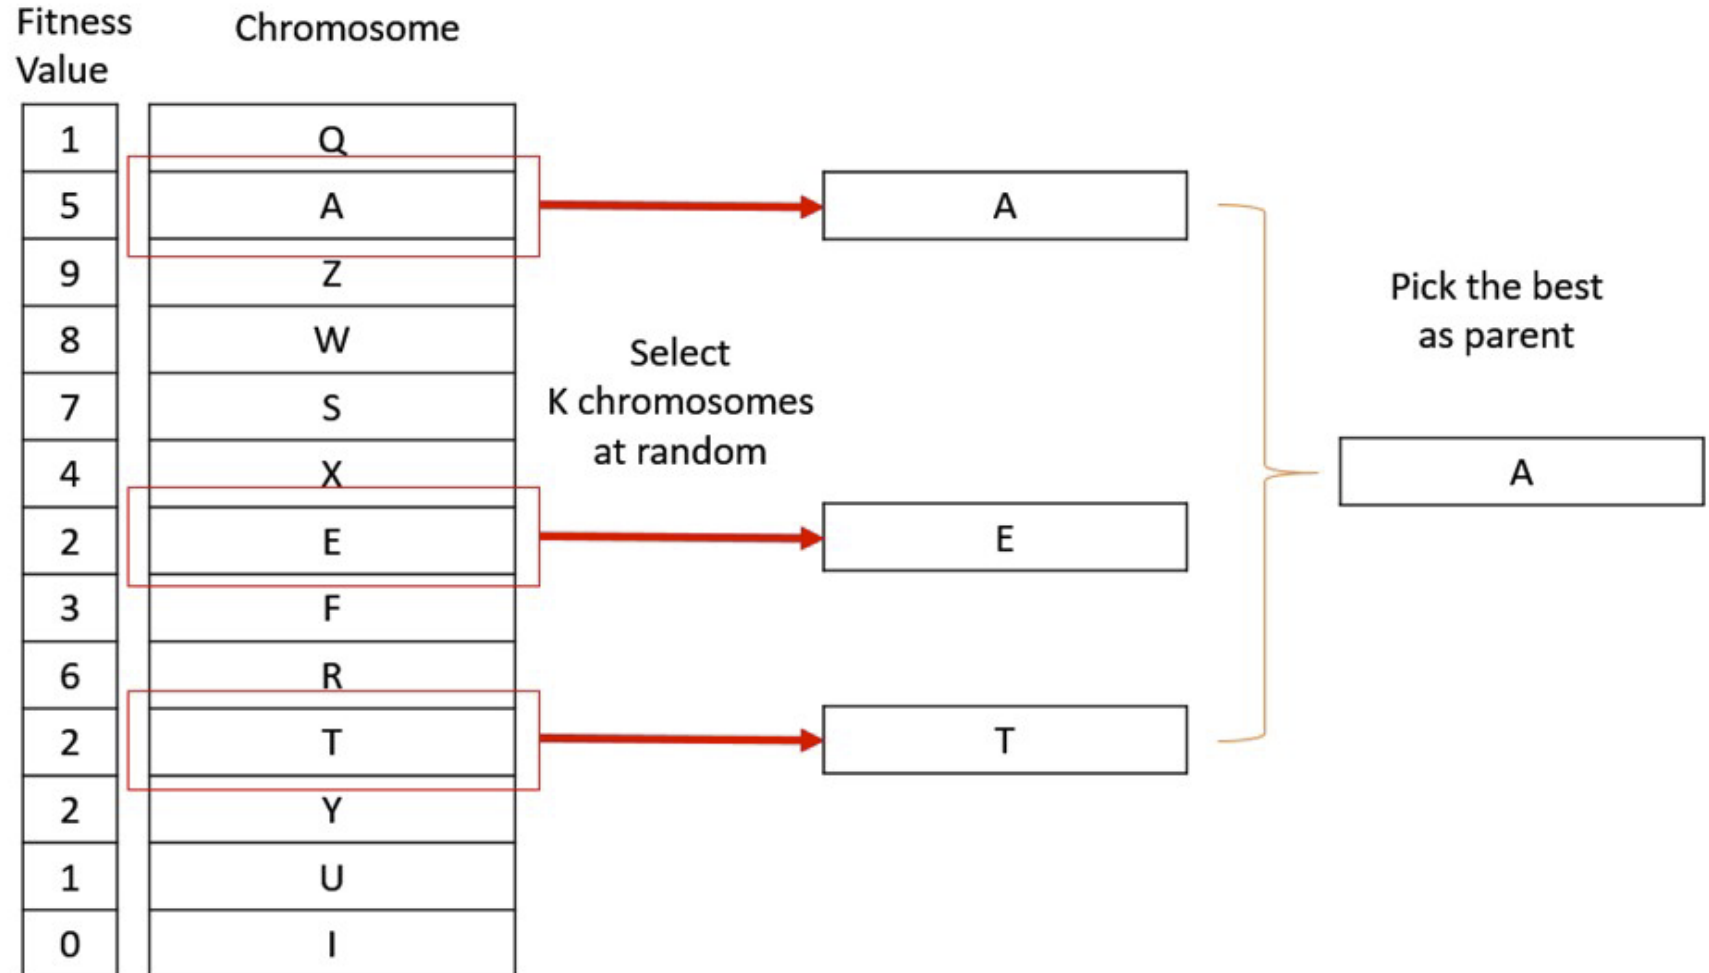 Fitness
Value
Chromosome
1 Q
5 A
9 Z
8 W
7 S
4 X
2 E
3 F
6 R
2 T
2 Y
1 U
0 I
Select
K chromosomes
at random
A
E
T
Pick the best
as parent
A